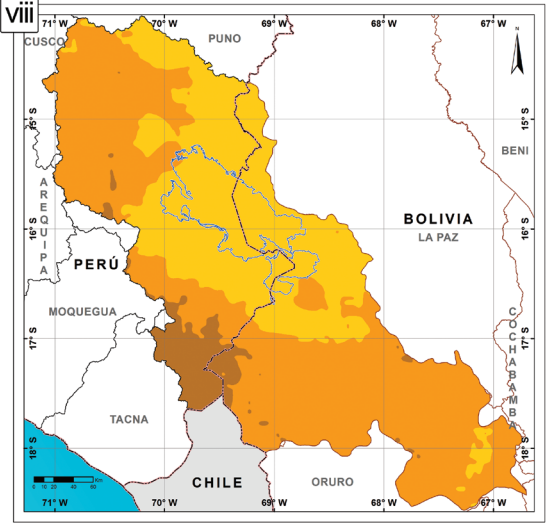 viii
71° W
70° W
69° W
68° W
67° W
CUSCO
PUNO
N
15° S
15° S
BENI
AREQUIPA
BOLIVIA
LA PAZ
16° S
16° S
PERÚ
MOQUEGUA
COCHABAMBA
17° S
17° S
TACNA
18° S
18° S
CHILE
ORURO
71° W
70° W
69° W
68° W
67° W